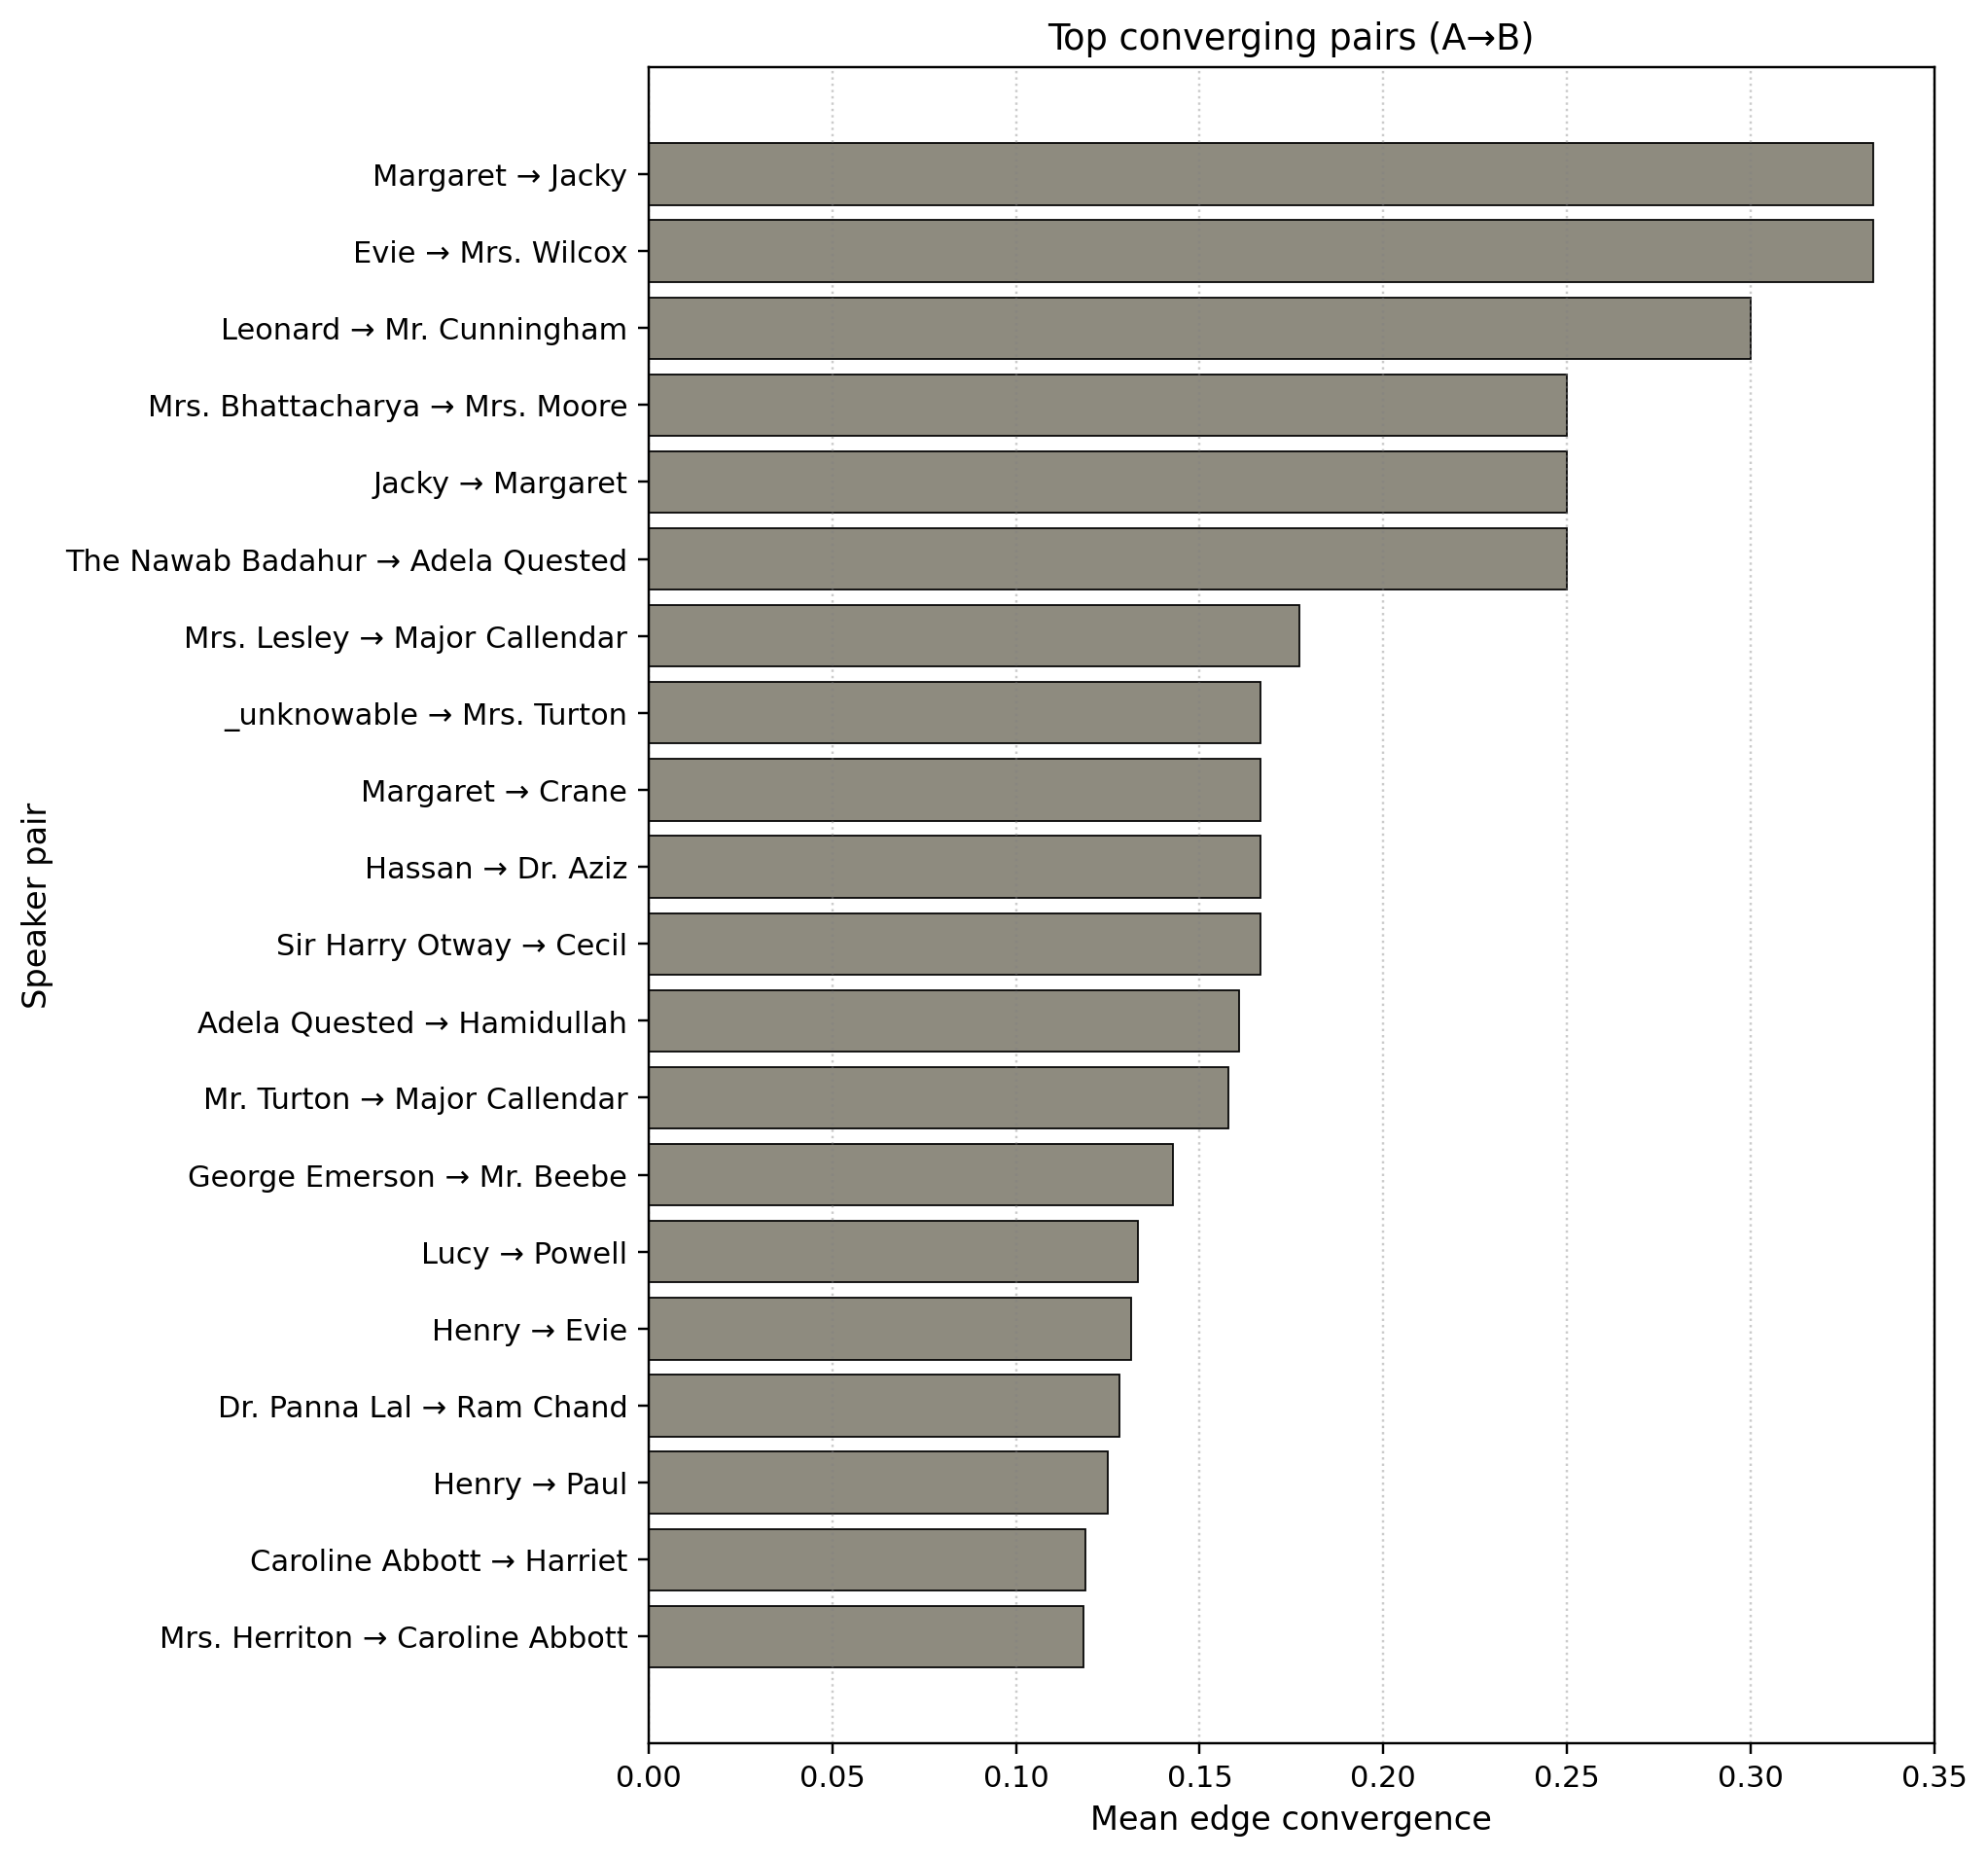 Top converging pairs (A→B)
Margaret → Jacky
Evie → Mrs. Wilcox
Leonard → Mr. Cunningham
Mrs. Bhattacharya → Mrs. Moore
Jacky → Margaret
The Nawab Badahur → Adela Quested
Mrs. Lesley → Major Callendar
_unknowable → Mrs. Turton
Margaret → Crane
Hassan → Dr. Aziz
Sir Harry Otway → Cecil
Adela Quested → Hamidullah
Mr. Turton → Major Callendar
George Emerson → Mr. Beebe
Lucy → Powell
Henry → Evie
Dr. Panna Lal → Ram Chand
Henry → Paul
Caroline Abbott → Harriet
Mrs. Herriton → Caroline Abbott
Speaker pair
0.00 0.05 0.10 0.15 0.20 0.25 0.30 0.35
Mean edge convergence